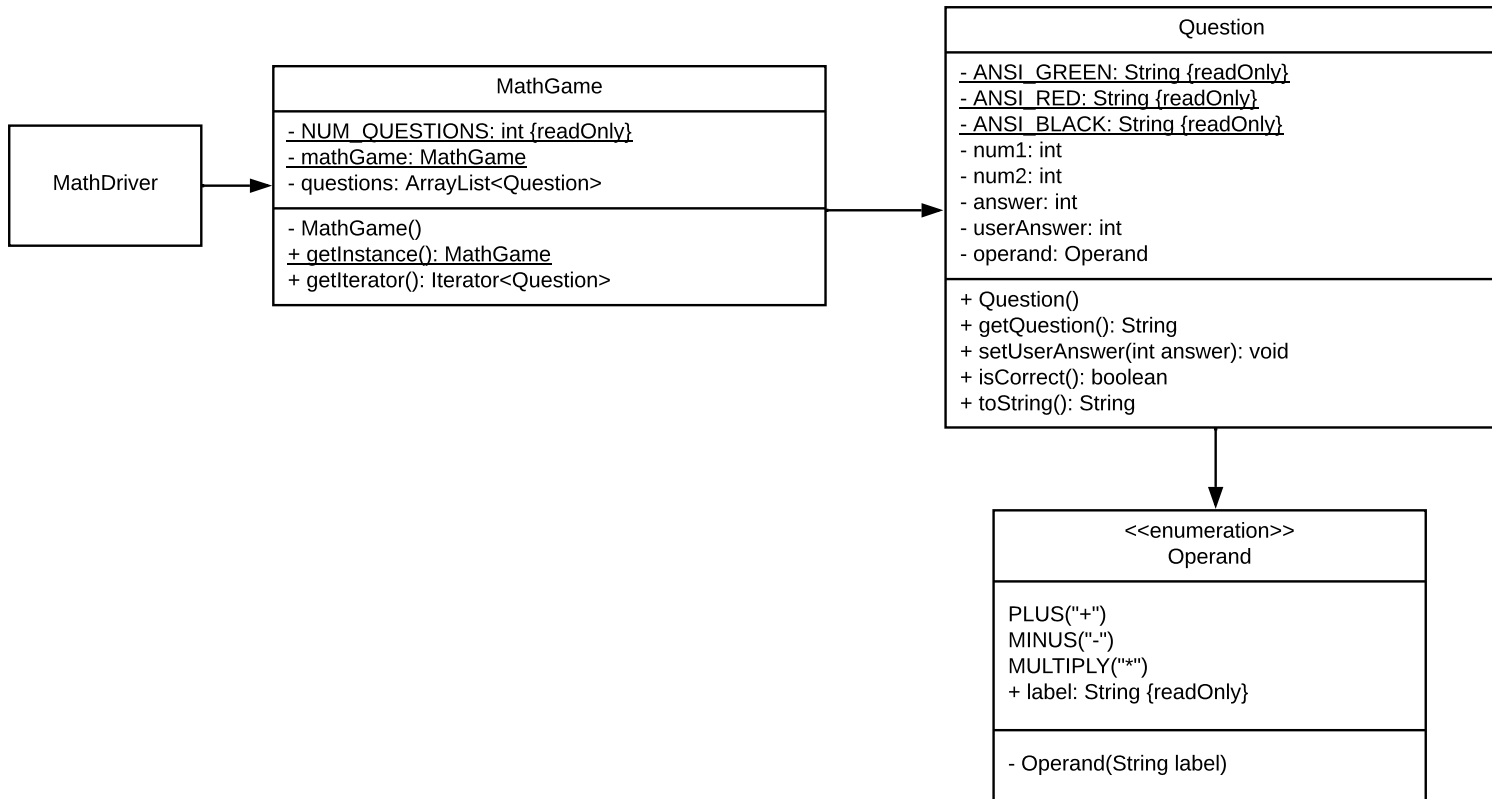 MathDriver
MathGame
- NUM_QUESTIONS: int {readOnly}
- mathGame: MathGame
- questions: ArrayList<Question>
- MathGame()
+ getInstance(): MathGame
+ getIterator(): Iterator<Question>
Question
- ANSI_GREEN: String {readOnly}
- ANSI_RED: String {readOnly}
- ANSI_BLACK: String {readOnly}
- num1: int
- num2: int
- answer: int
- userAnswer: int
- operand: Operand
+ Question()
+ getQuestion(): String
+ setUserAnswer(int answer): void
+ isCorrect(): boolean
+ toString(): String
<<enumeration>>
Operand
PLUS("+")
MINUS("-")
MULTIPLY("*")
+ label: String {readOnly}
- Operand(String label)